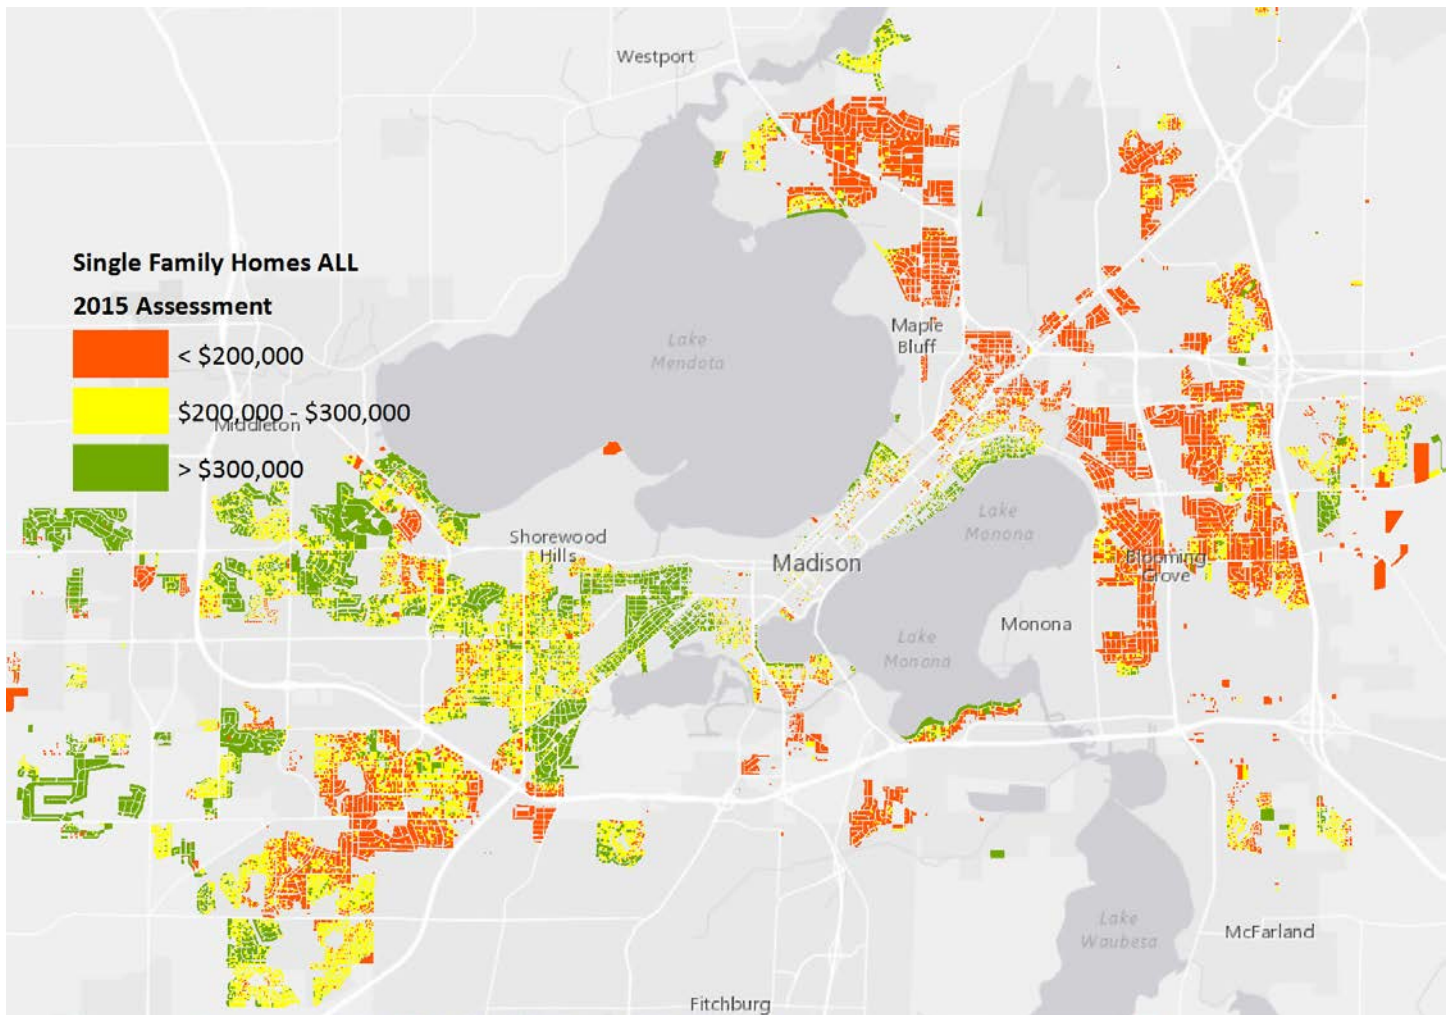 Westport
Single Family Homes ALL
2015 Assessment
< $200,000
$200,000 - $300,000
Middleton
> $300,000
Lake
Mendota
Maple
Bluff
Shorewood
Hills
Madison
Lake
Monona
Blooming
Grove
Lake
Monona
Monona
Lake
Waubesa
McFarland
Fitchburg